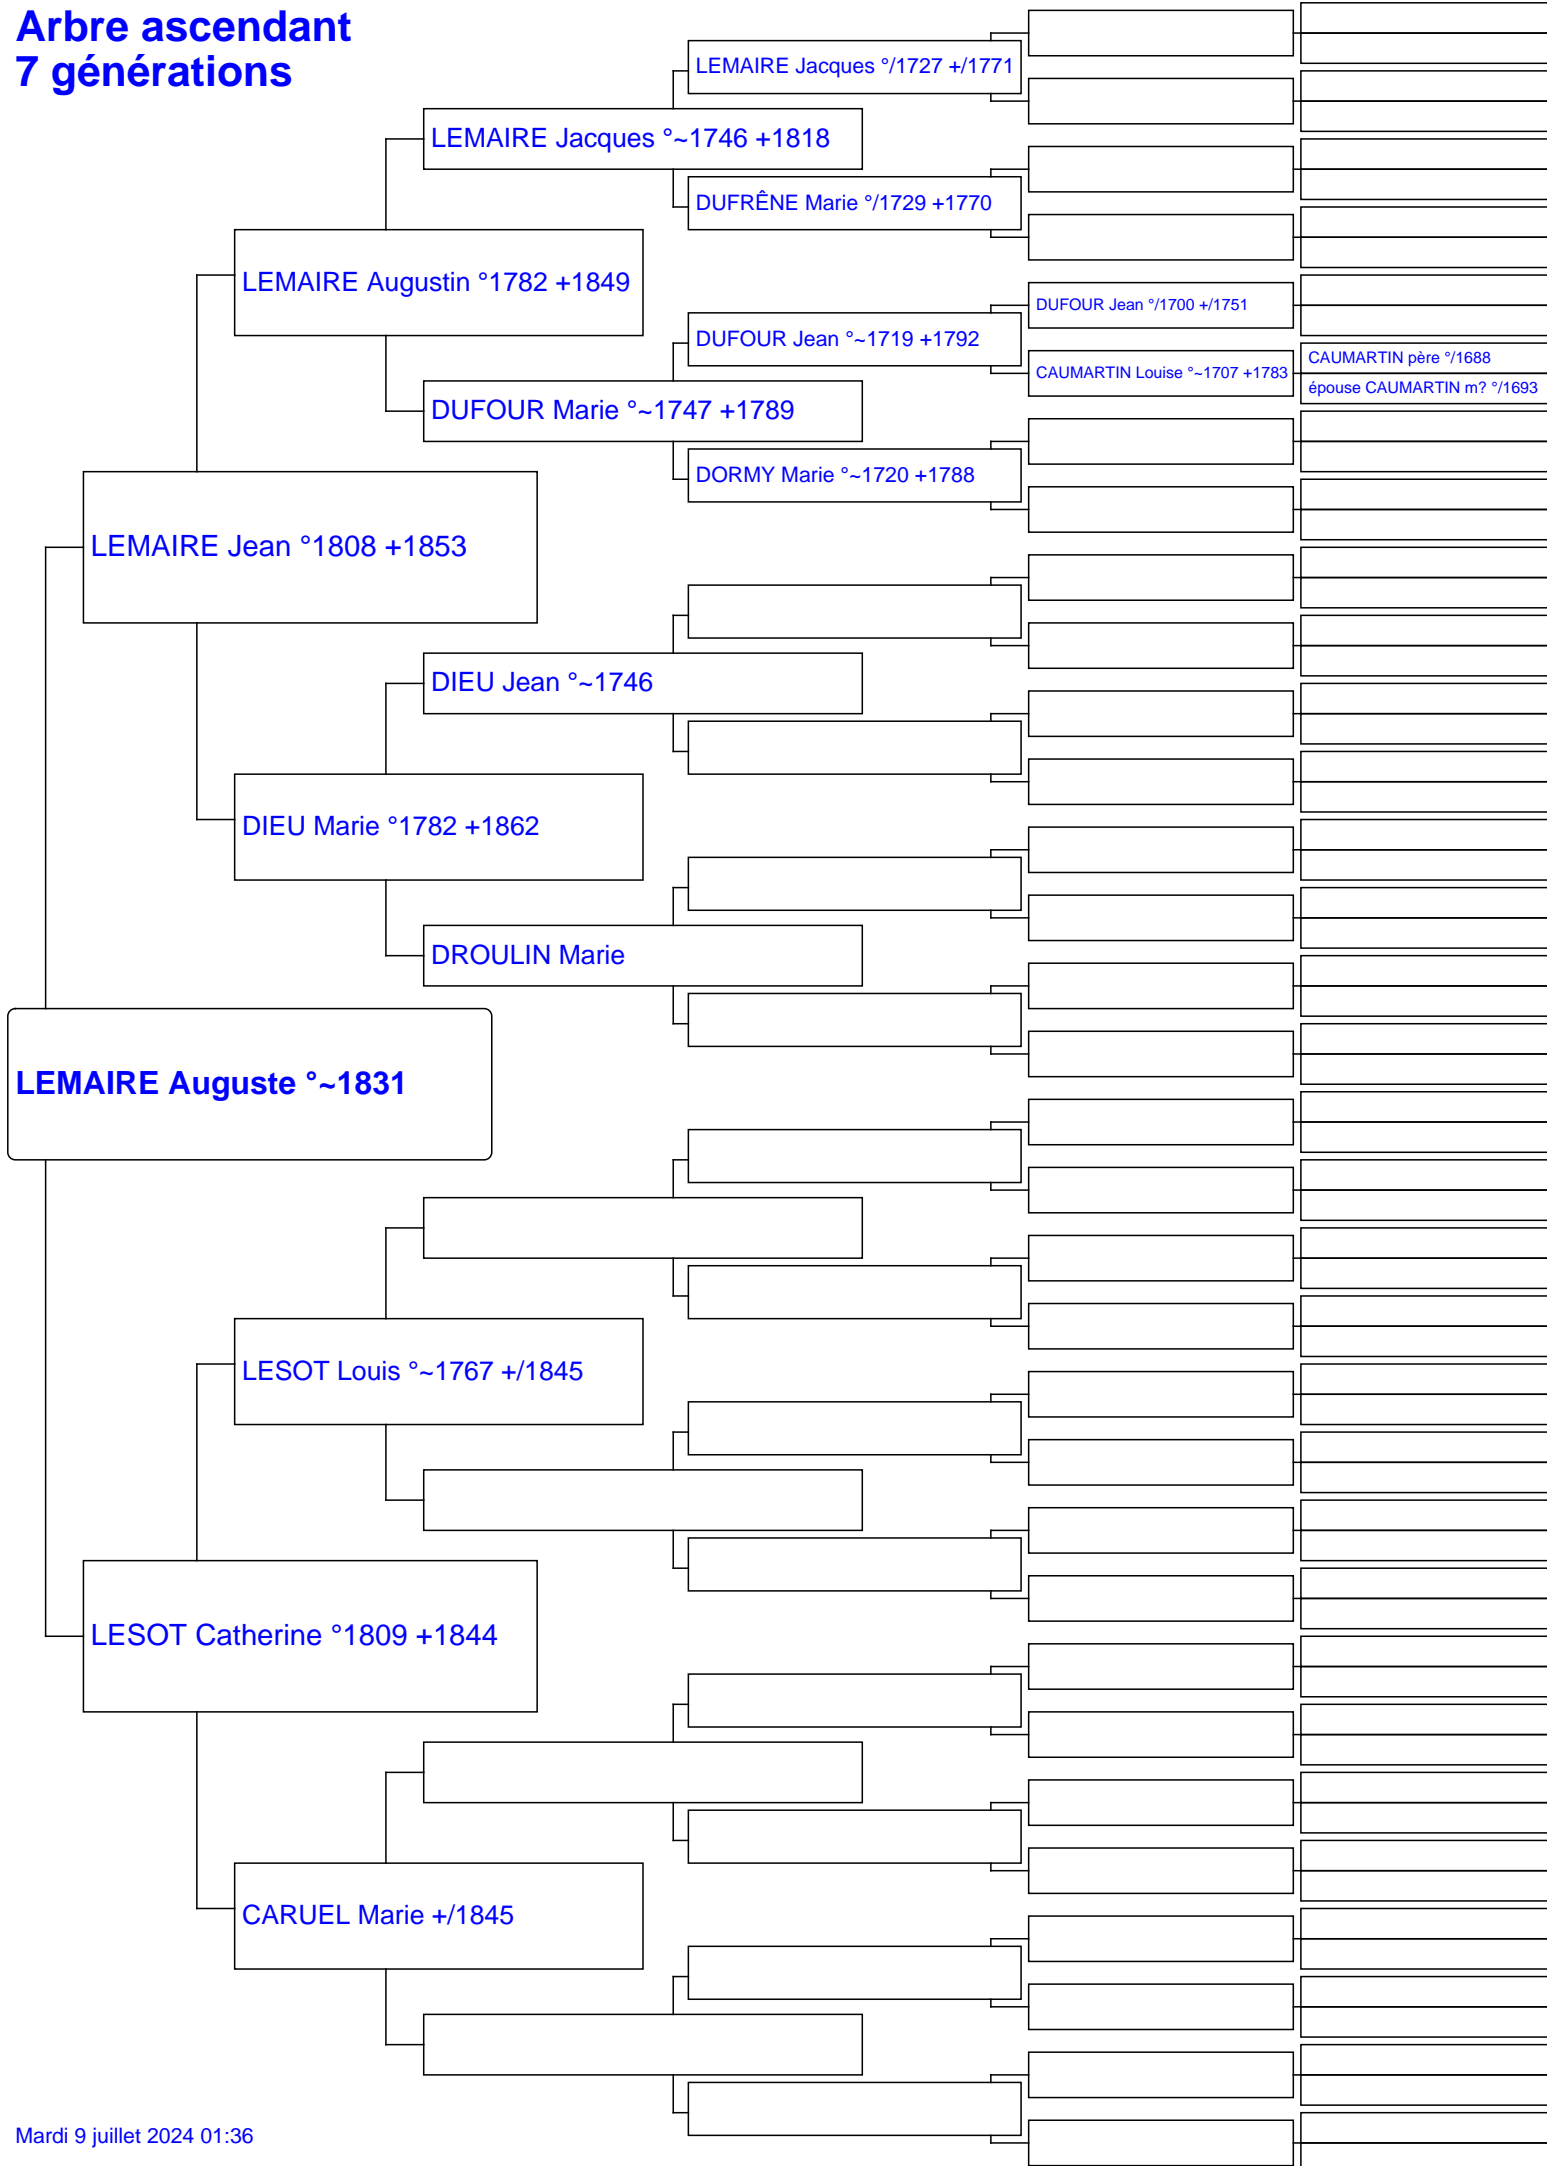 Arbre ascendant
7 générations
LEMAIRE Jacques °/1727 +/1771
LEMAIRE Jacques °~1746 +1818
DUFRÊNE Marie °/1729 +1770
LEMAIRE Augustin °1782 +1849
DUFOUR Jean °/1700 +/1751
DUFOUR Jean °~1719 +1792
CAUMARTIN père °/1688
CAUMARTIN Louise °~1707 +1783
épouse CAUMARTIN m? °/1693
DUFOUR Marie °~1747 +1789
DORMY Marie °~1720 +1788
LEMAIRE Jean °1808 +1853
DIEU Jean °~1746
DIEU Marie °1782 +1862
DROULIN Marie
LEMAIRE Auguste °~1831
LESOT Louis °~1767 +/1845
LESOT Catherine °1809 +1844
CARUEL Marie +/1845
Mardi 9 juillet 2024 01:36